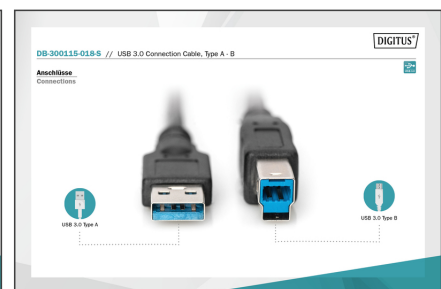 DIGITUS®
DB-300115-018-5 // USB 3.0 Connection Cable, Type A - B
Anschlüsse
Connections
USB 3.0 Type A
USB 3.0 Type B